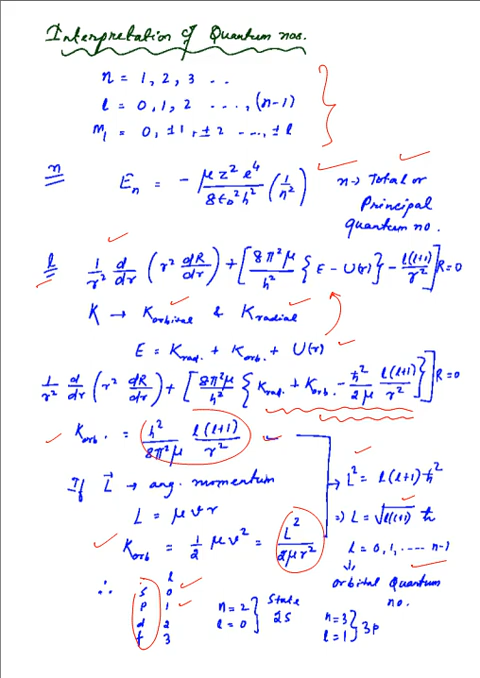 Interpretation of Quantum nos.
n = 1, 2, 3 ..
l = 0, 1, 2 ...., (n-1)
m_l = 0, ±1, ±2 ...., ±l
n E_n = - μz²e⁴/8ε₀²h² (1/n²) n → Total or
Principal
Quantum no.
l 1/r² d/dr (r² dR/dr) + [8π²μ/h² {E - U(r)} - l(l+1)/r²] R = 0
K → K_orbital & K_radial
E = K_rad. + K_orb. + U(r)
1/r² d/dr (r² dR/dr) + [8π²μ/h² {K_rad. + K_orb. - ħ²/2μ l(l+1)/r²}] R = 0
K_orb. = h²/8π²μ l(l+1)/r²
If L⃗ → ang. momentum → L² = l(l+1)ħ²
L = μvr ⇒ L = √l(l+1) ħ
K_orb = 1/2 μv² = L²/2μr² l = 0, 1, ---- n-1
↓
orbital Quantum
no.
∴ l
s 0
p 1
d 2
f 3
n = 2 } State
l = 0 } 2s
n = 3 } 3p
l = 1 }